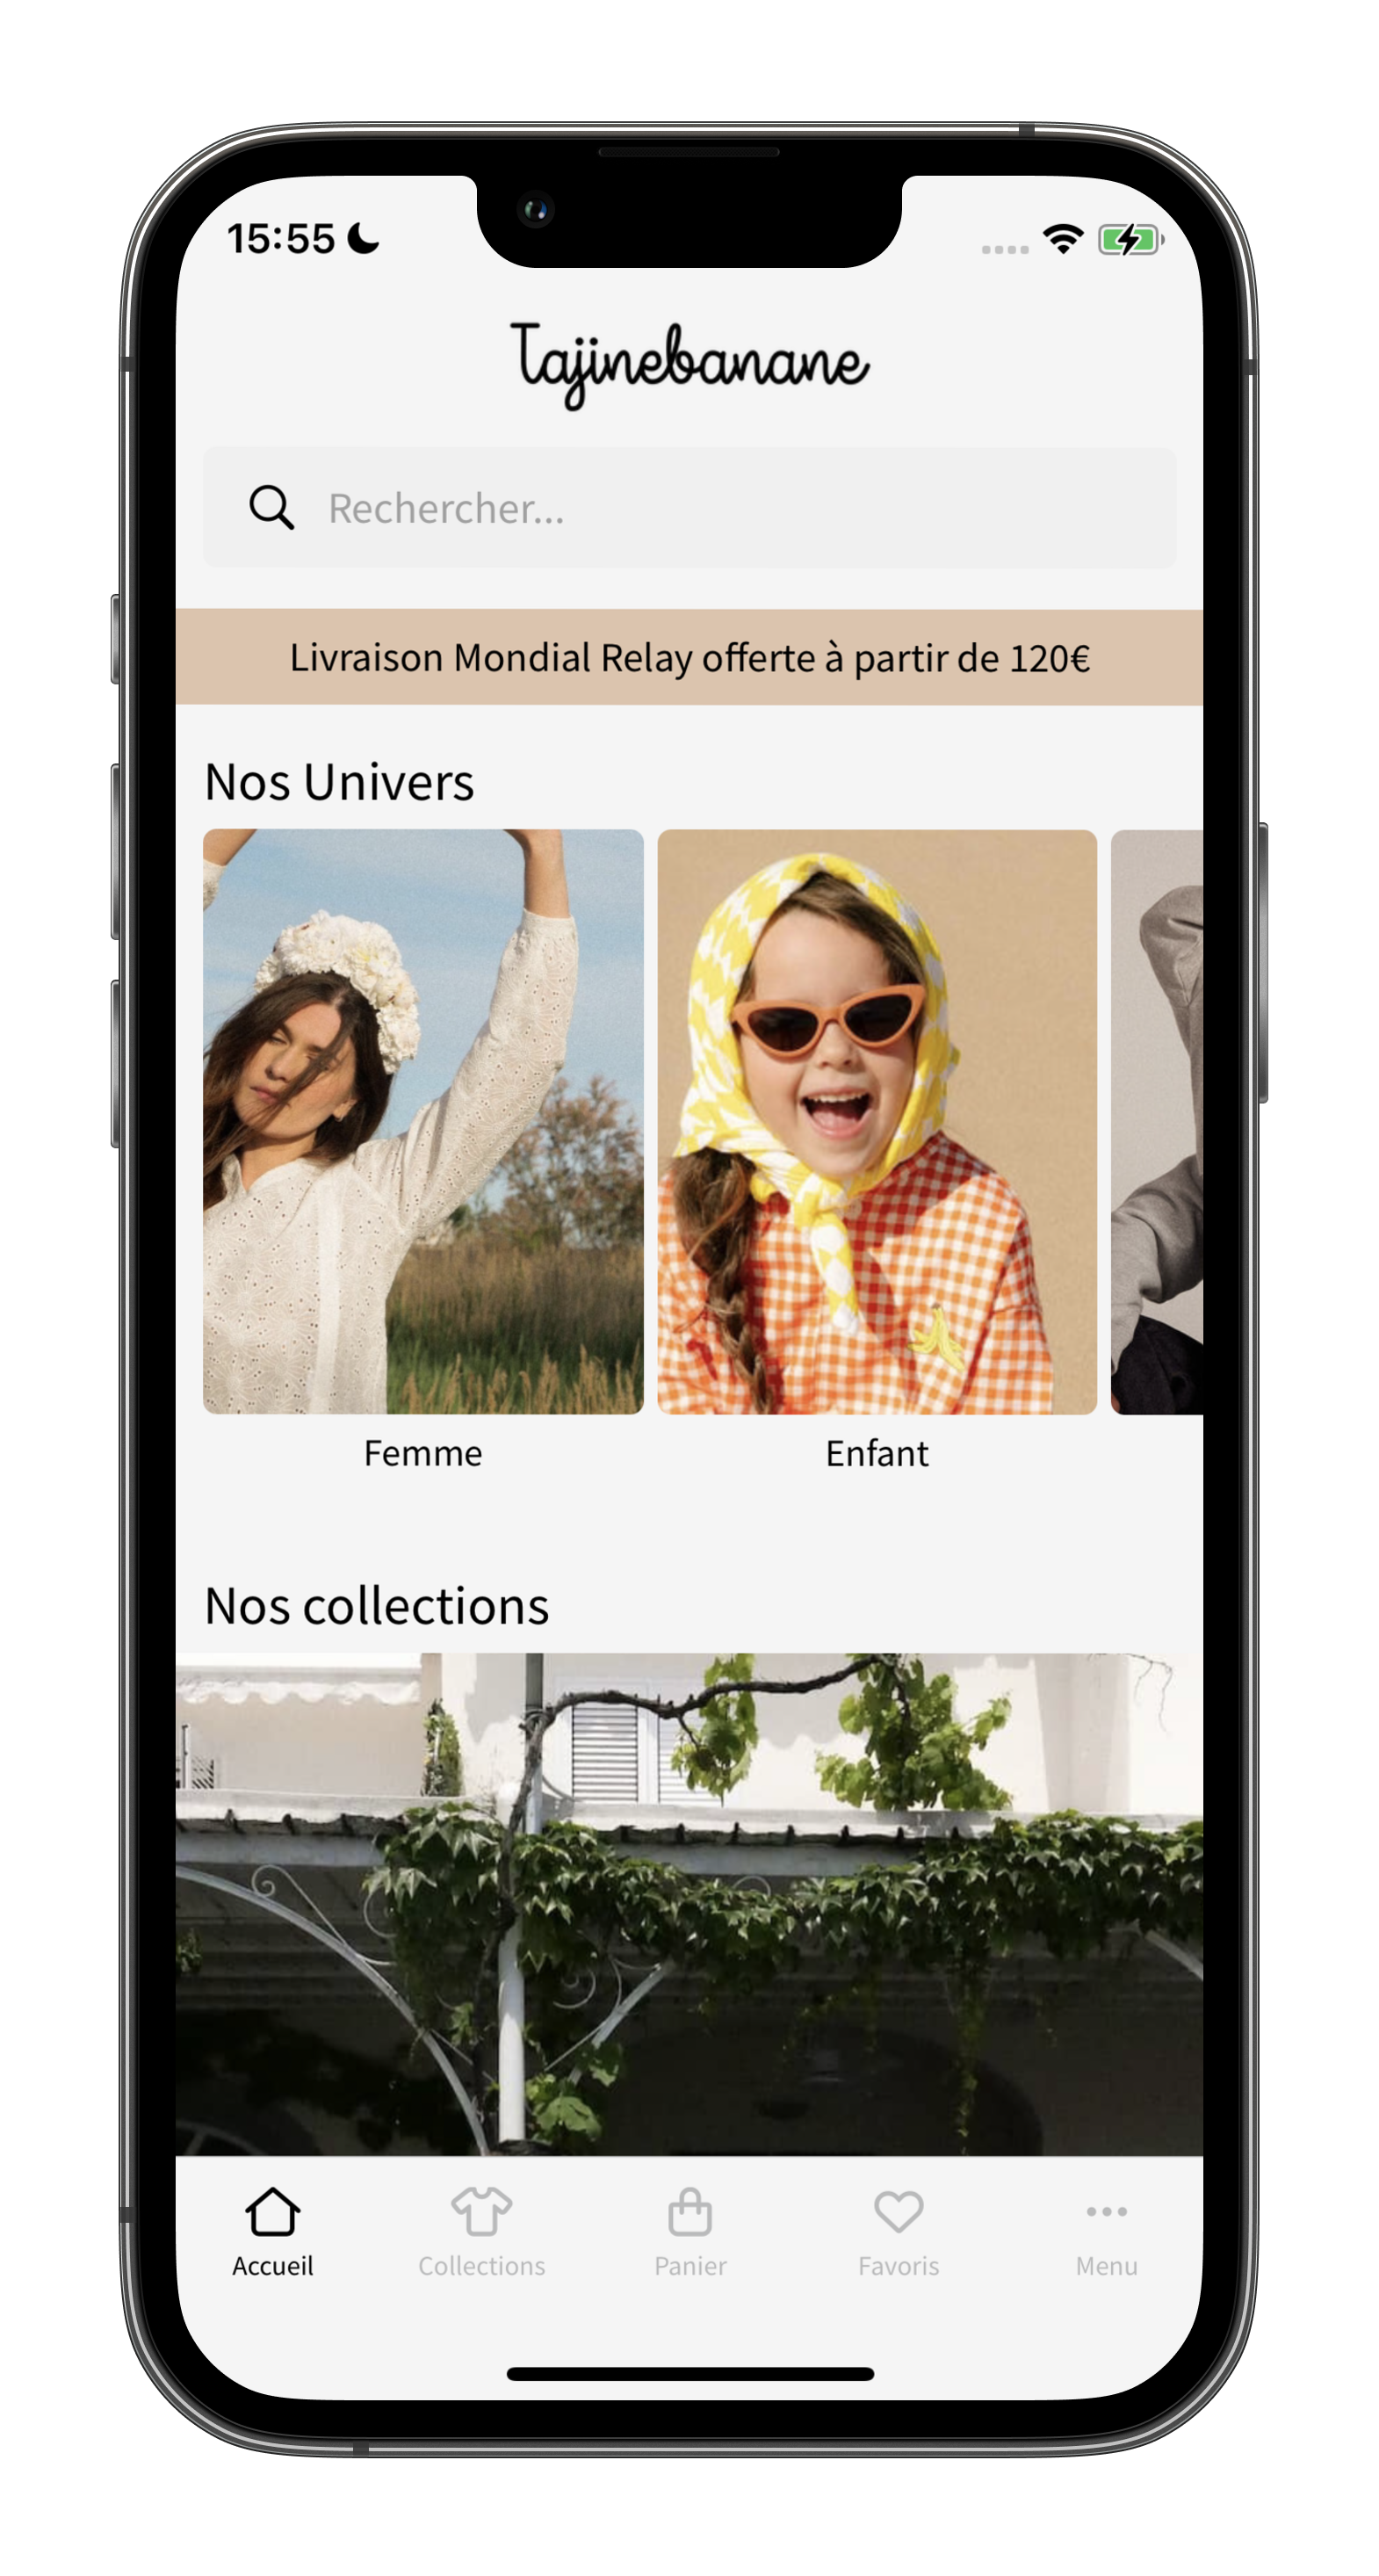 15:55
Tajinebanane
Rechercher...
Livraison Mondial Relay offerte à partir de 120€
Nos Univers
Femme
Enfant
Nos collections
Accueil
Collections
Panier
Favoris
Menu